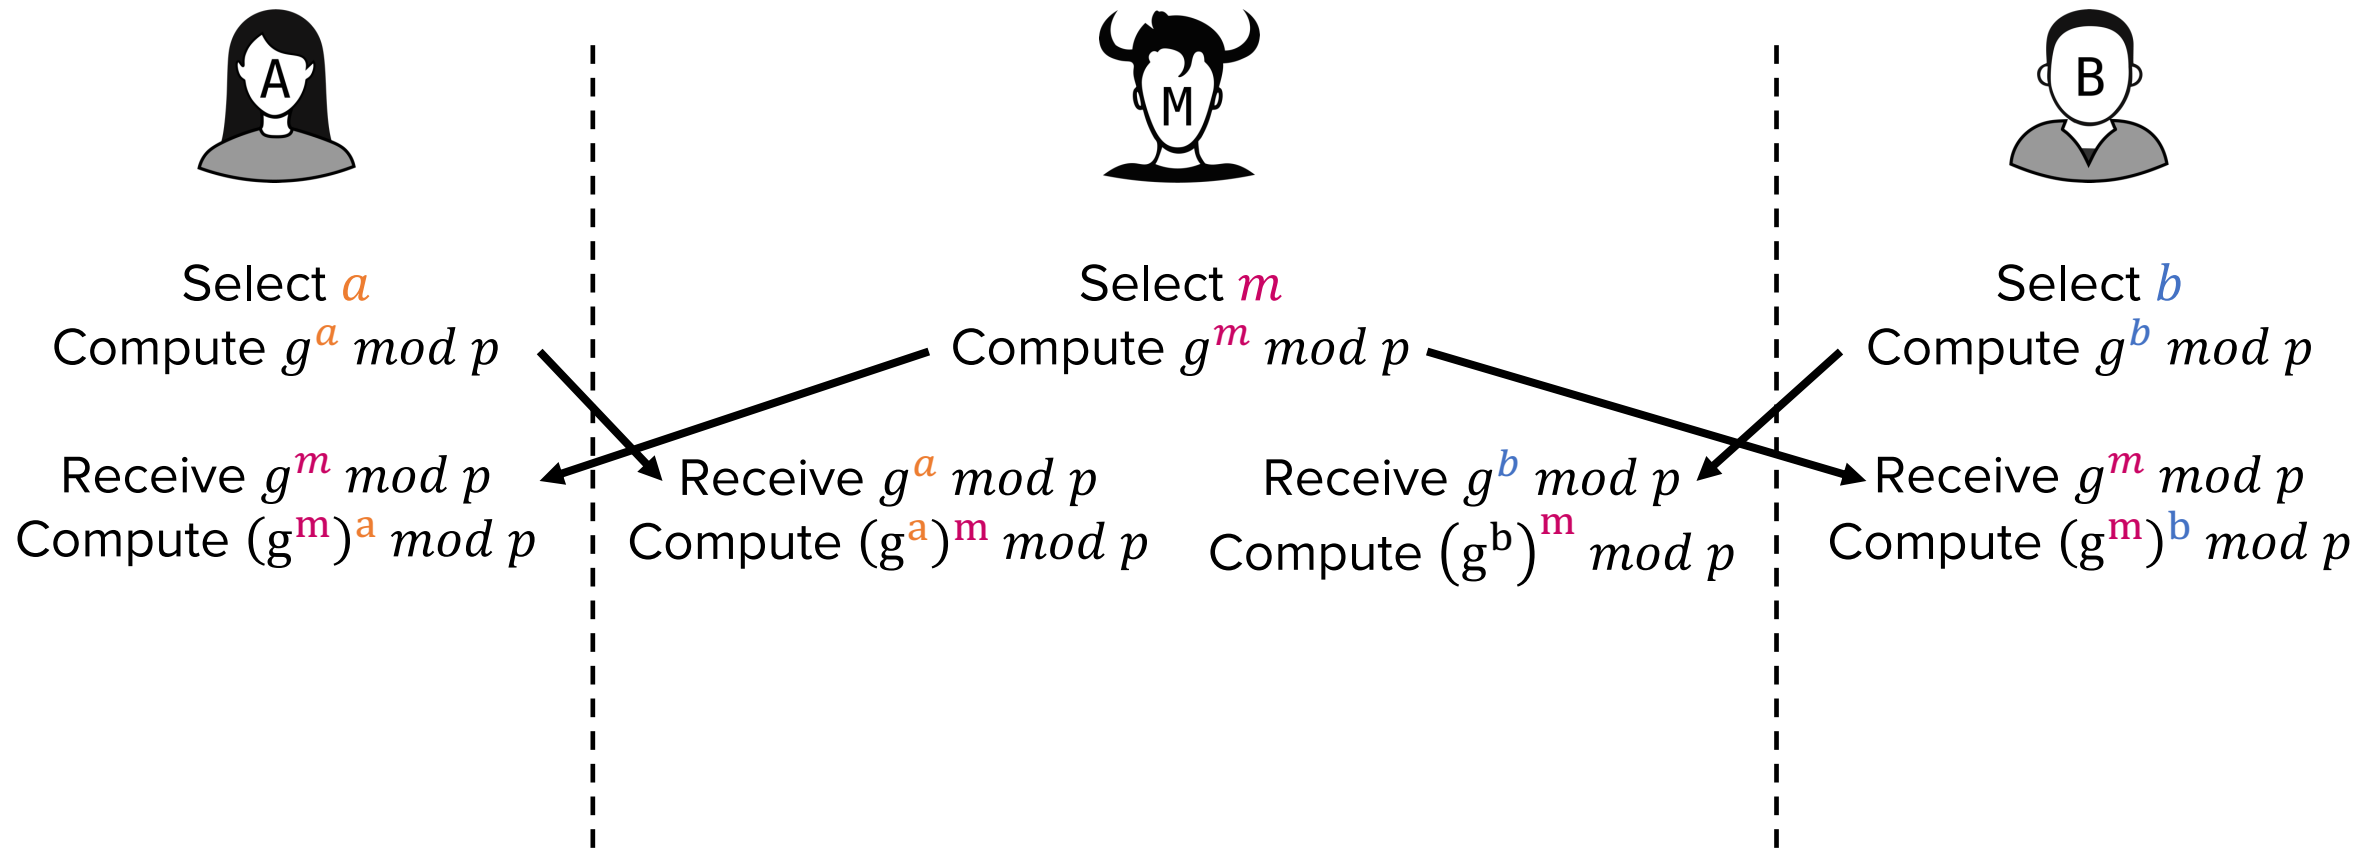 A
M
B
Select a
Compute g^a mod p
Receive g^m mod p
Compute (g^m)^a mod p
Select m
Compute g^m mod p
Receive g^a mod p
Compute (g^a)^m mod p
Receive g^b mod p
Compute (g^b)^m mod p
Select b
Compute g^b mod p
Receive g^m mod p
Compute (g^m)^b mod p